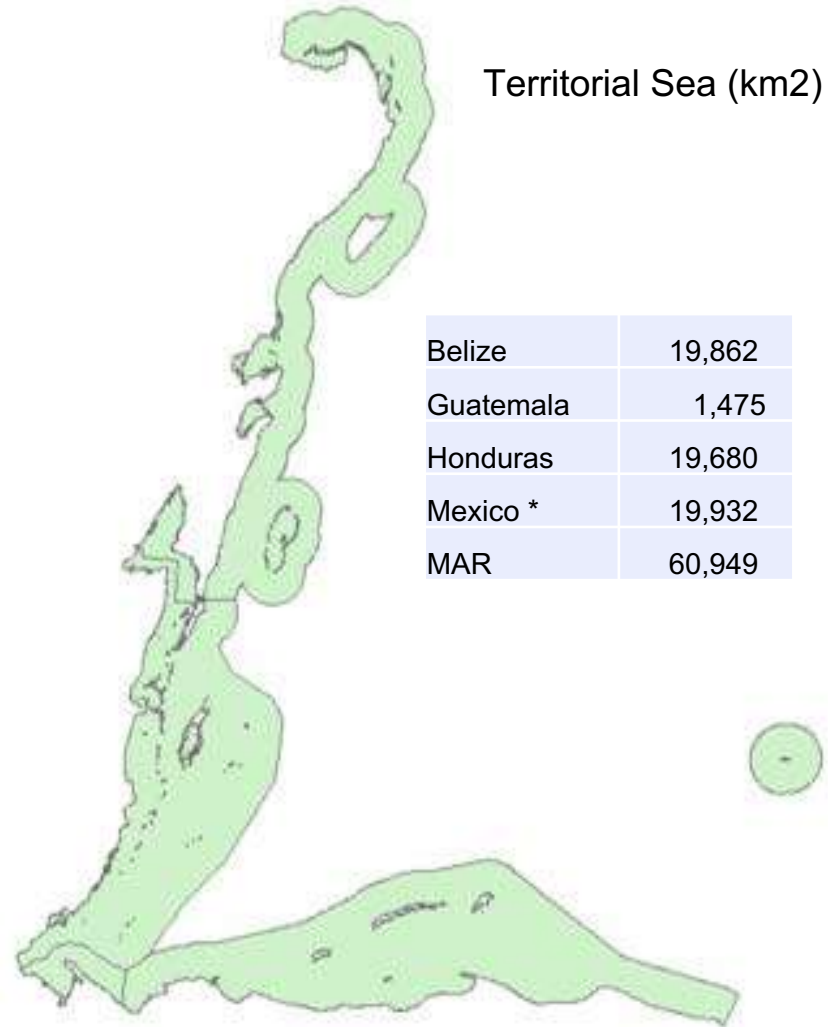 Territorial Sea (km2)
Belize 19,862
Guatemala 1,475
Honduras 19,680
Mexico * 19,932
MAR 60,949